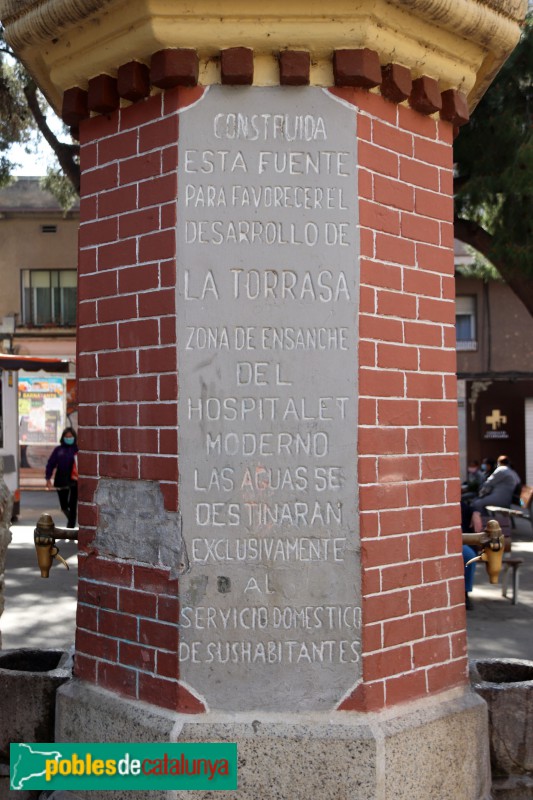 CONSTRUIDA
ESTA FUENTE
PARA FAVORECER EL
DESARROLLO DE
LA TORRASA
ZONA DE ENSANCHE
DEL
HOSPITALET
MODERNO
LAS AGUAS SE
DESTINARAN
EXCLUSIVAMENTE
AL
SERVICIO DOMESTICO
DE SUS HABITANTES
poblesdecatalunya